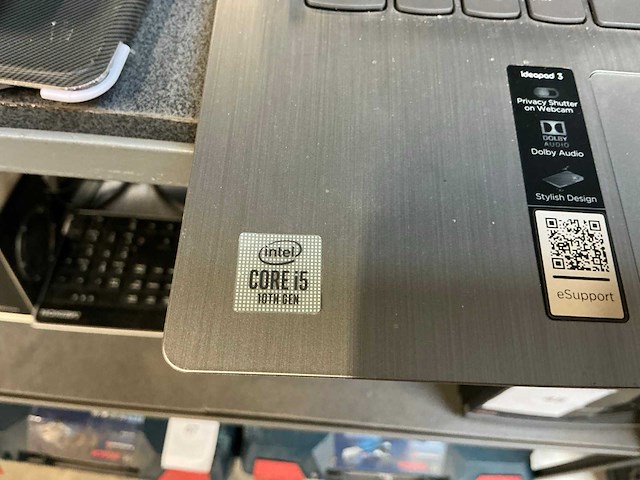 ideapad 3
Privacy Shutter
on Webcam
DOLBY
AUDIO
Dolby Audio
Stylish Design
eSupport
intel
CORE i5
10TH GEN